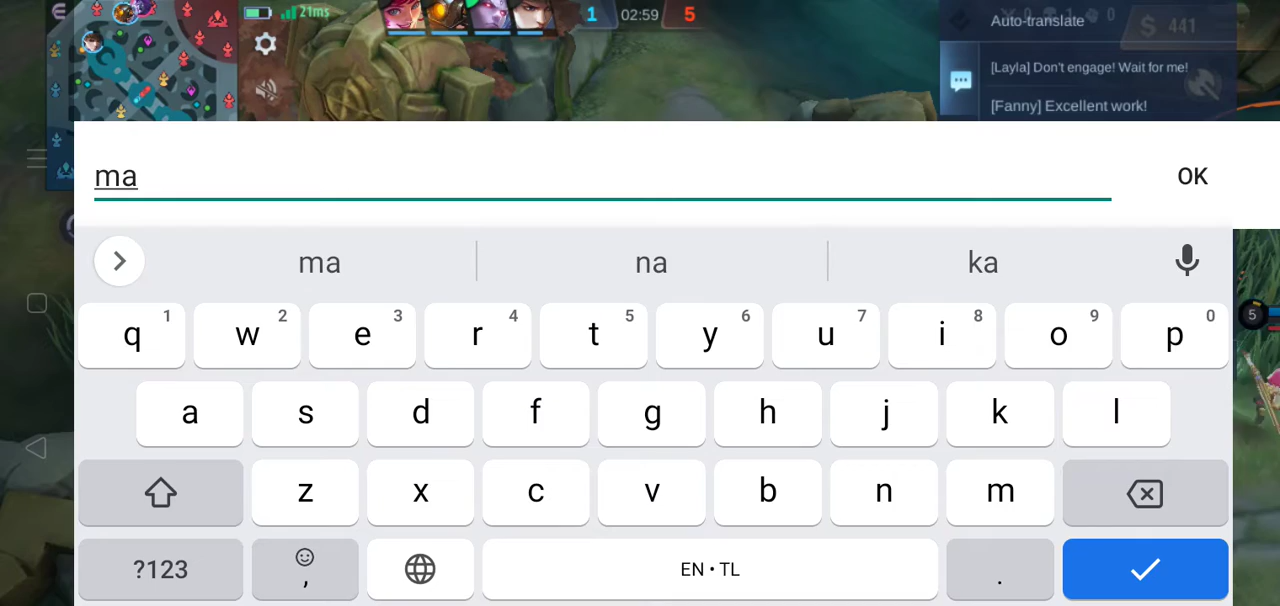 21ms
1 02:59 5
Auto-translate
$ 441
[Layla] Don't engage! Wait for me!
[Fanny] Excellent work!
ma
OK
ma na ka
q 1 w 2 e 3 r 4 t 5 y 6 u 7 i 8 o 9 p 0
5
a s d f g h j k l
z x c v b n m
?123 , EN • TL .